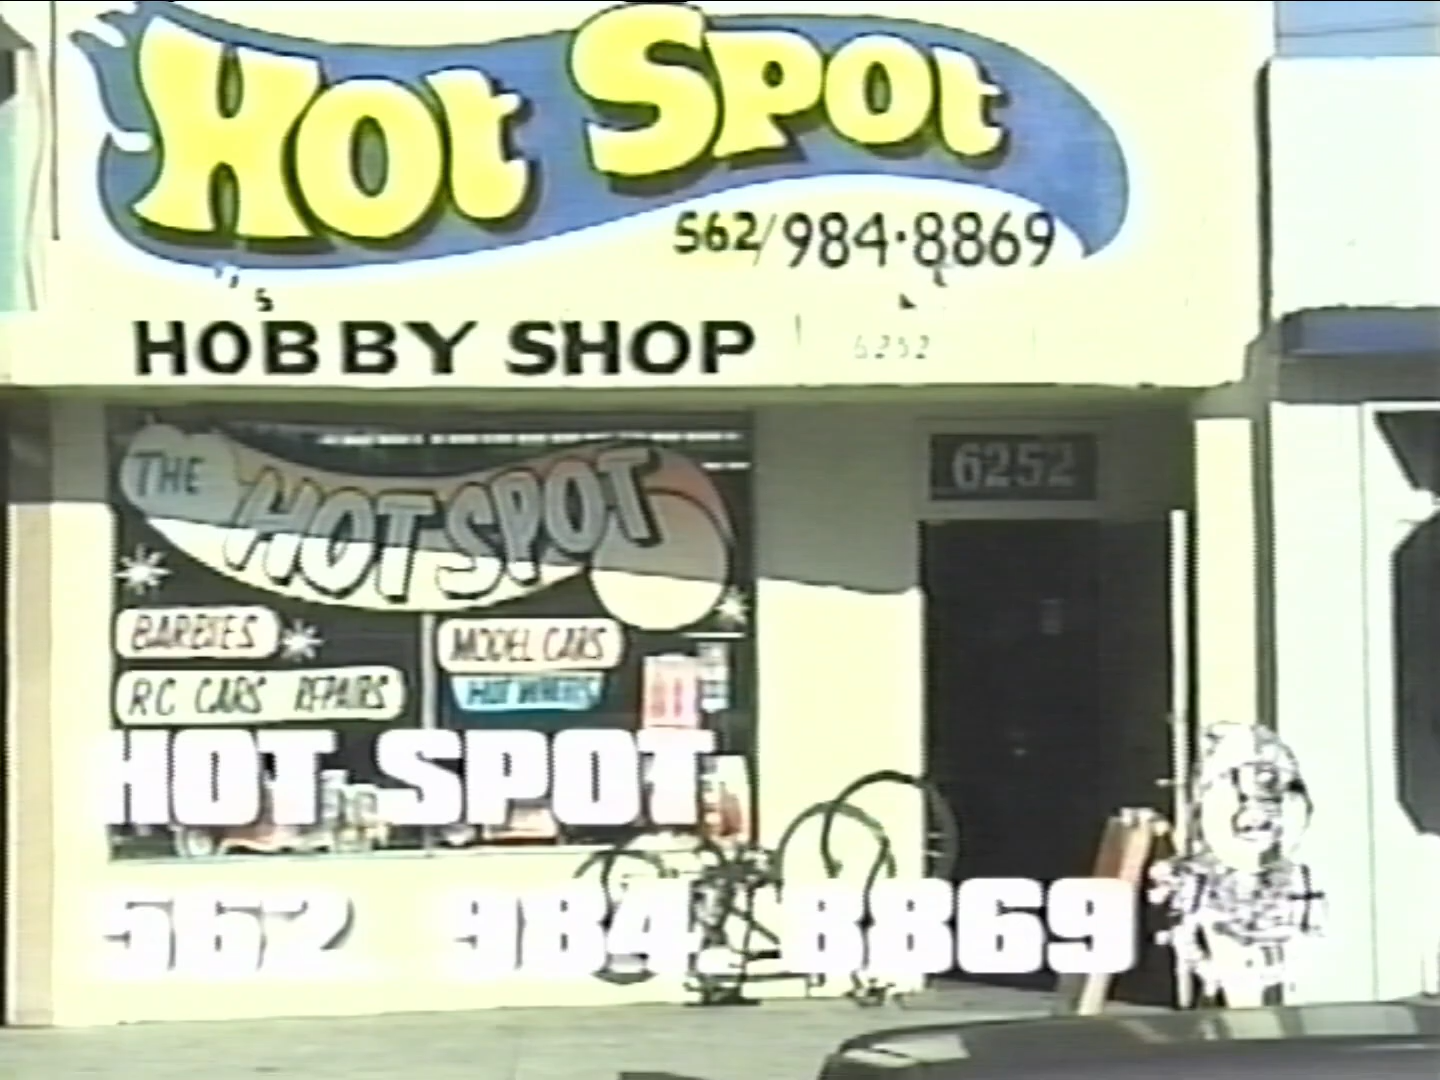 Hot Spot
562/984·8869
'S
HOBBY SHOP
6252
6252
THE HOT SPOT
BARBIES
MODEL CARS
RC CARS REPAIRS
HOT WHEELS
HOT SPOT
562 984 8869